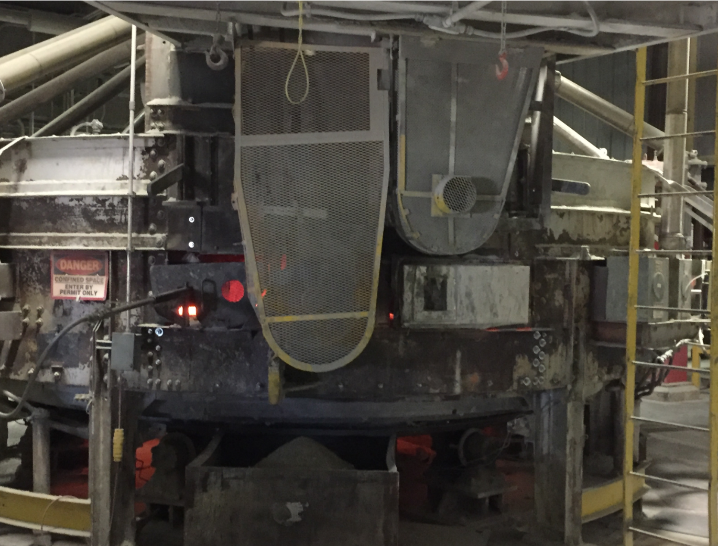 DANGER
CONFINED SPACE
ENTER BY
PERMIT ONLY